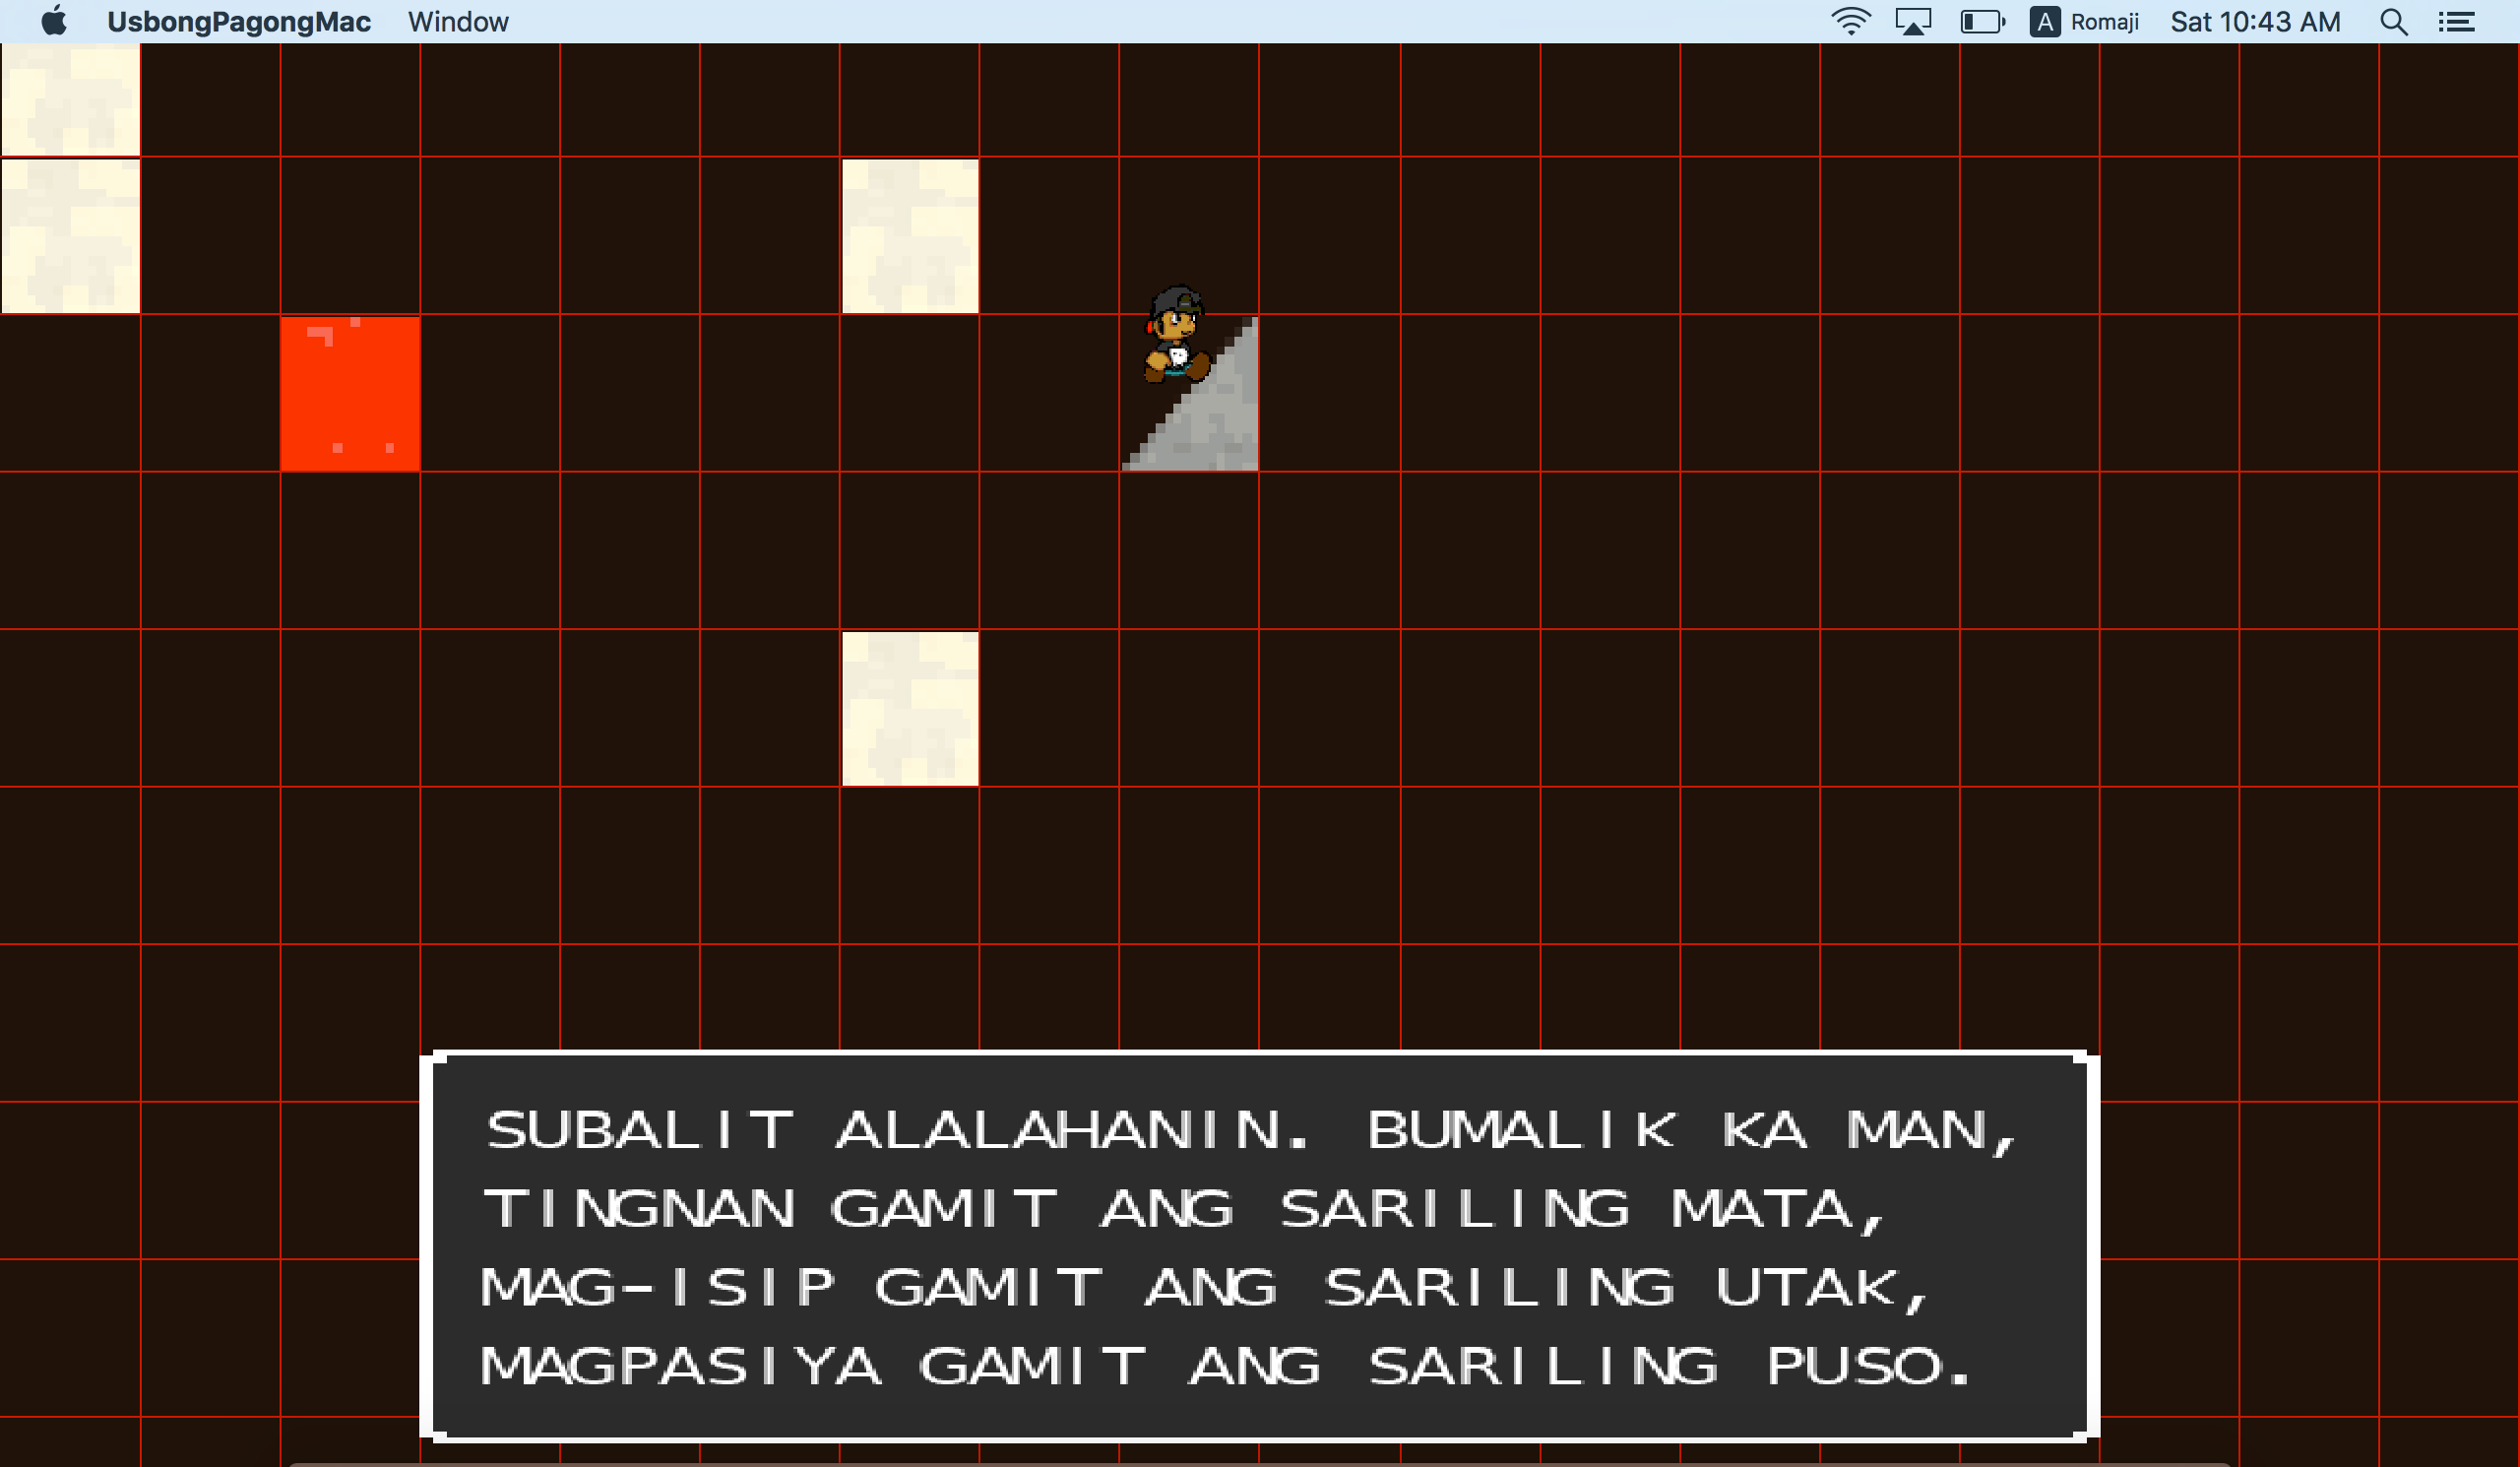 UsbongPagongMac Window A Romaji Sat 10:43 AM
SUBALIT ALALAHANIN. BUMALIK KA MAN,
TINGNAN GAMIT ANG SARILING MATA,
MAG-ISIP GAMIT ANG SARILING UTAK,
MAGPASIYA GAMIT ANG SARILING PUSO.